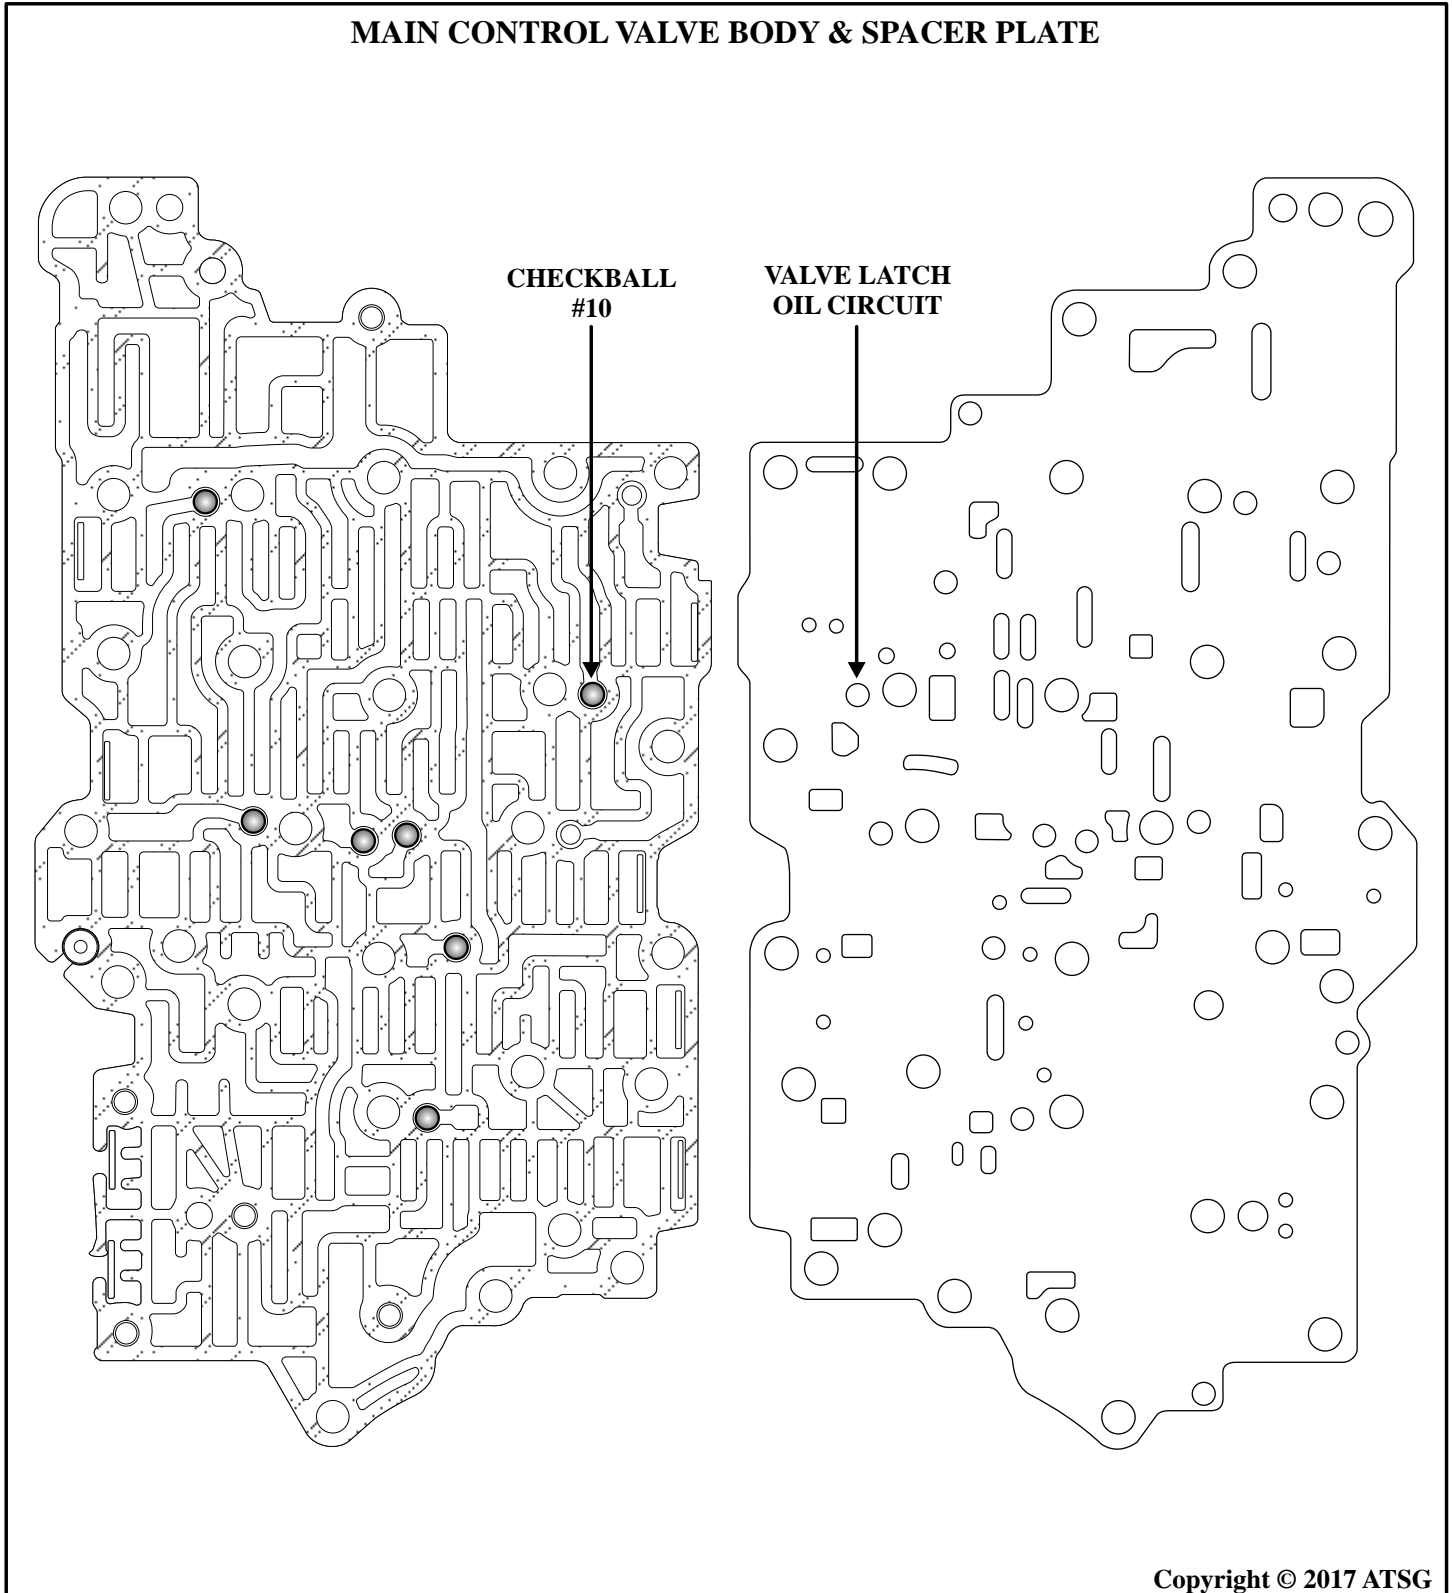 MAIN CONTROL VALVE BODY & SPACER PLATE
CHECKBALL
#10
VALVE LATCH
OIL CIRCUIT
Copyright © 2017 ATSG